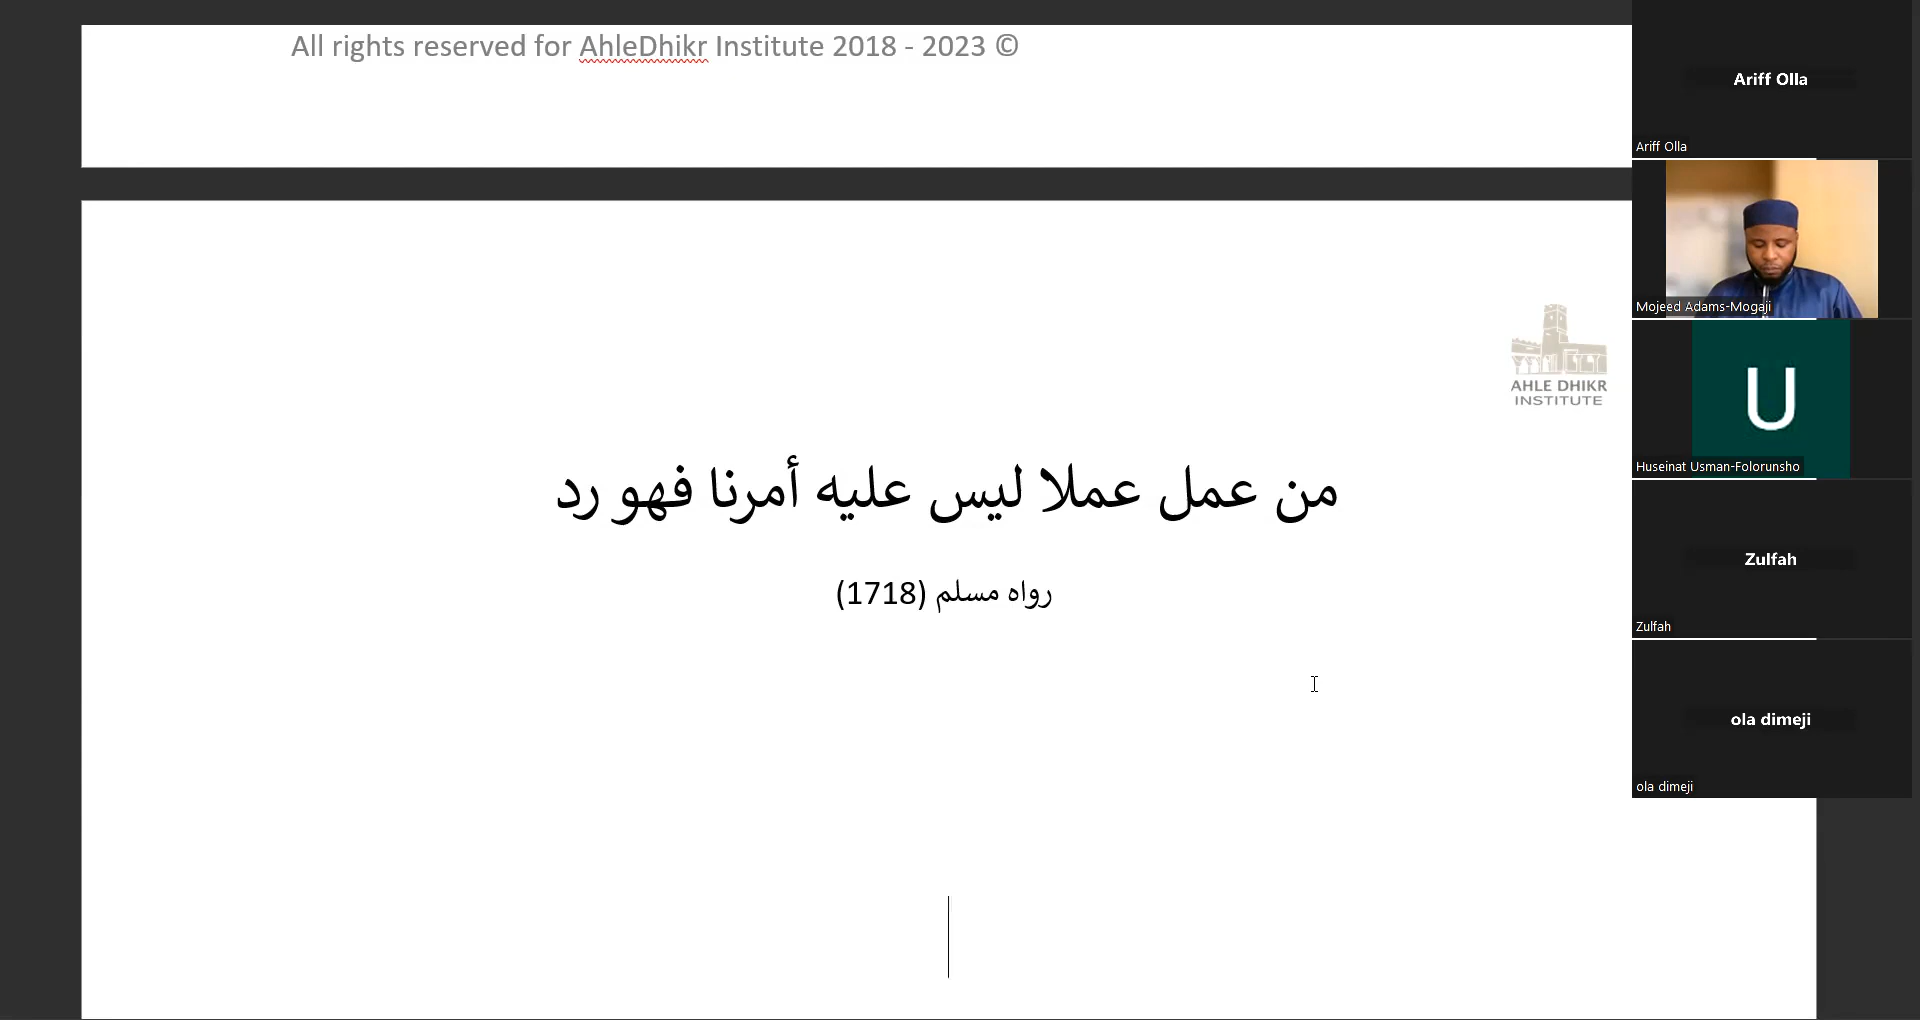 All rights reserved for AhleDhikr Institute 2018 - 2023 ©
AHLE DHIKR
INSTITUTE
من عمل عملا ليس عليه أمرنا فهو رد
رواه مسلم (1718)
Ariff Olla
Ariff Olla
Mojeed Adams-Mogaji
U
Huseinat Usman-Folorunsho
Zulfah
Zulfah
ola dimeji
ola dimeji